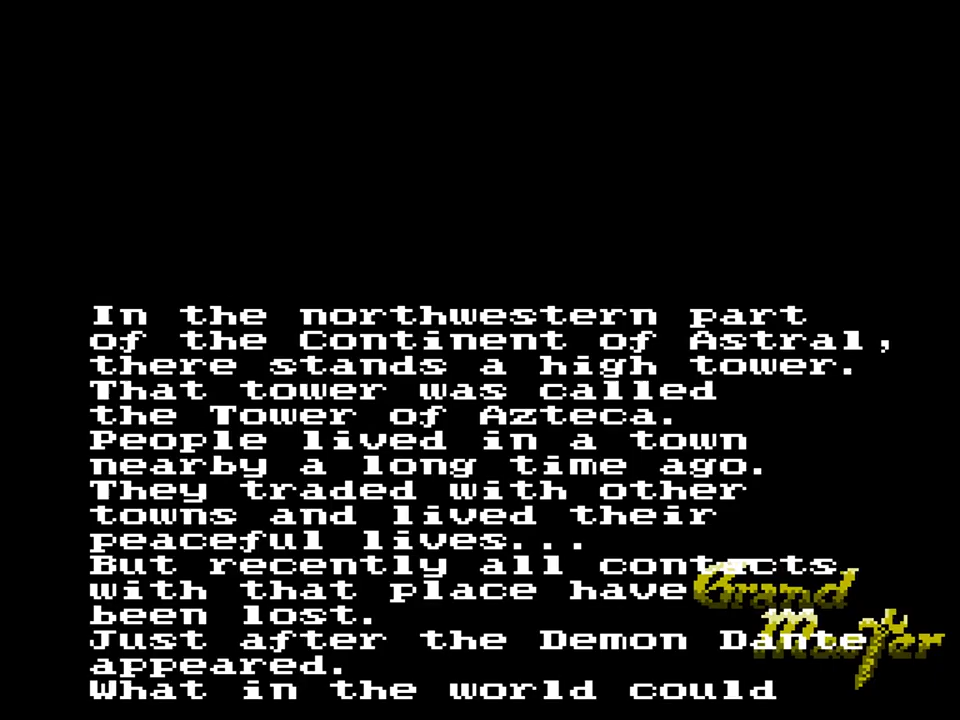 In the northwestern part
of the Continent of Astral,
there stands a high tower.
That tower was called
the Tower of Azteca.
People lived in a town
nearby a long time ago.
They traded with other
towns and lived their
peaceful lives...
But recently all contacts
with that place have
been lost.
Just after the Demon Dante
appeared.
What in the world could
Grand
Master